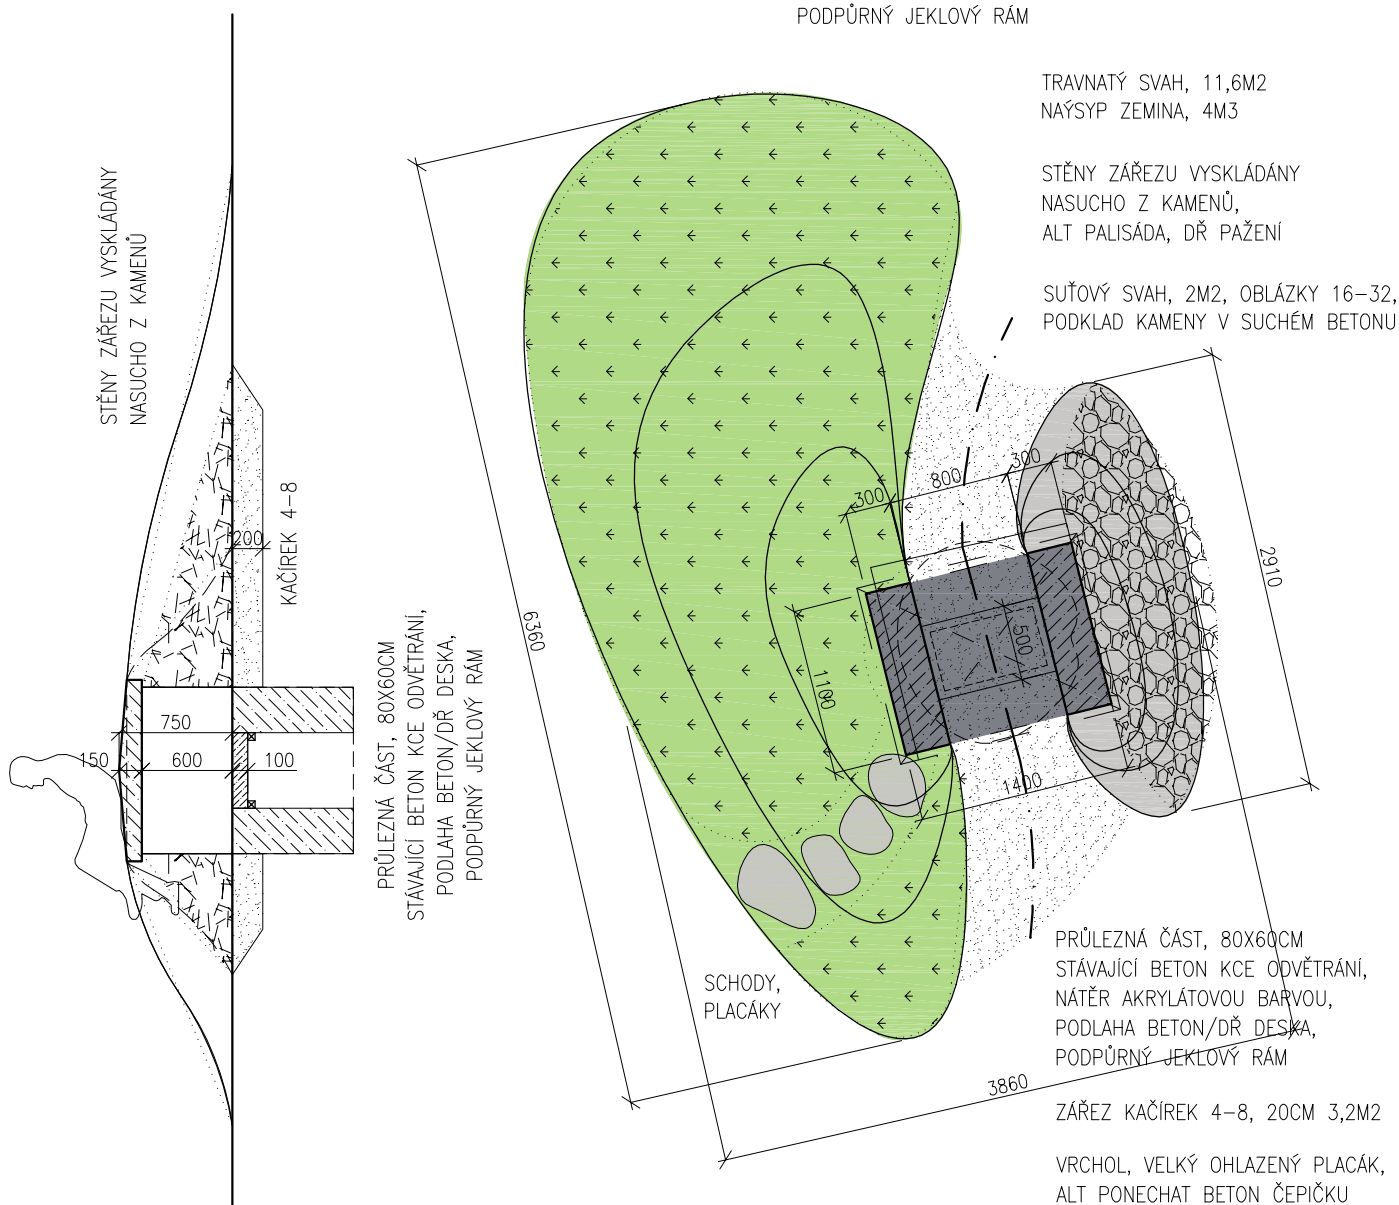 PODPŮRNÝ JEKLOVÝ RÁM
TRAVNATÝ SVAH, 11,6M2
NAÝSYP ZEMINA, 4M3
STĚNY ZÁŘEZU VYSKLÁDÁNY
NASUCHO Z KAMENŮ,
ALT PALISÁDA, DŘ PAŽENÍ
SUŤOVÝ SVAH, 2M2, OBLÁZKY 16-32,
PODKLAD KAMENY V SUCHÉM BETONU
STĚNY ZÁŘEZU VYSKLÁDÁNY
NASUCHO Z KAMENŮ
200
KAČÍREK 4-8
750
150
600
100
PRŮLEZNÁ ČÁST, 80X60CM
STÁVAJÍCÍ BETON KCE ODVĚTRÁNÍ,
PODLAHA BETON/DŘ DESKA,
PODPŮRNÝ JEKLOVÝ RÁM
6360
300
800
300
2910
500
1100
1400
3860
SCHODY,
PLACÁKY
PRŮLEZNÁ ČÁST, 80X60CM
STÁVAJÍCÍ BETON KCE ODVĚTRÁNÍ,
NÁTĚR AKRYLÁTOVOU BARVOU,
PODLAHA BETON/DŘ DESKA,
PODPŮRNÝ JEKLOVÝ RÁM
ZÁŘEZ KAČÍREK 4-8, 20CM 3,2M2
VRCHOL, VELKÝ OHLAZENÝ PLACÁK,
ALT PONECHAT BETON ČEPIČKU